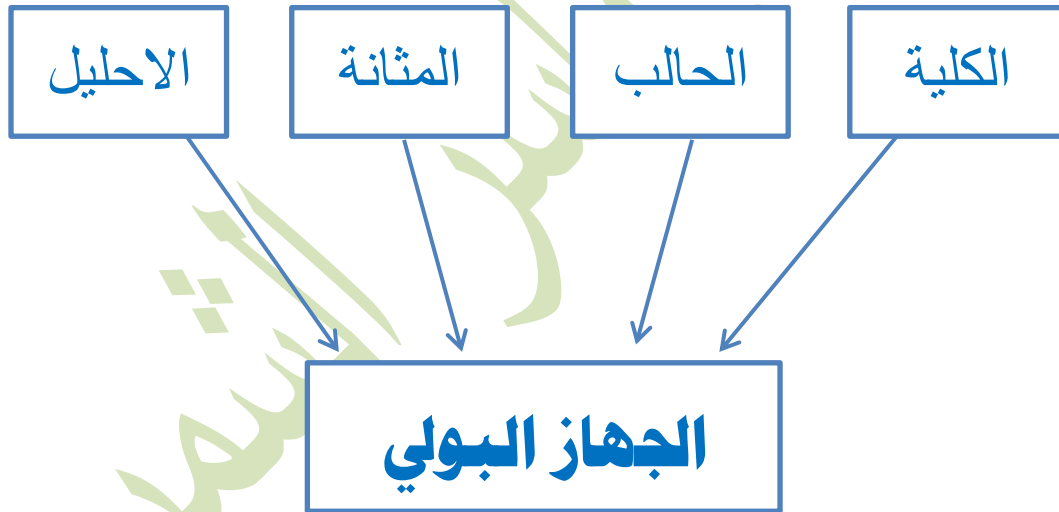 الكلية
الحالب
المثانة
الاحليل
الجهاز البولي